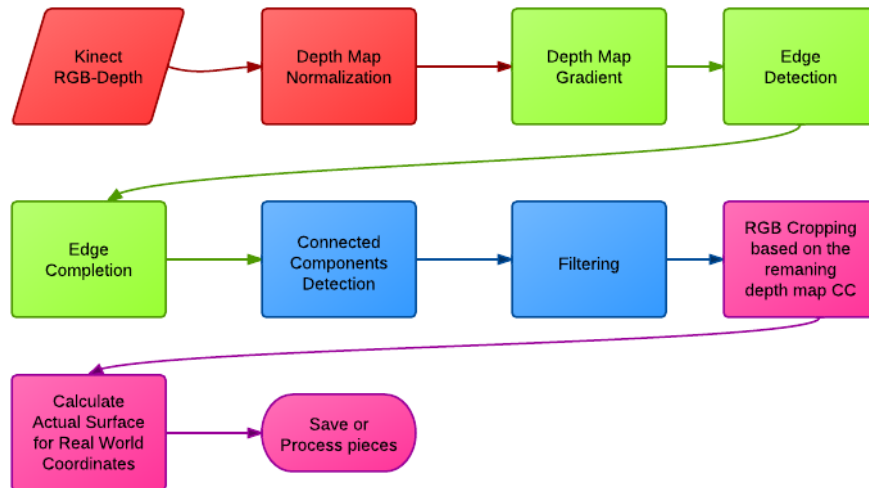 Kinect
RGB-Depth
Depth Map
Normalization
Depth Map
Gradient
Edge
Detection
Edge
Completion
Connected
Components
Detection
Filtering
RGB Cropping
based on the
remaning
depth map CC
Calculate
Actual Surface
for Real World
Coordinates
Save or
Process pieces